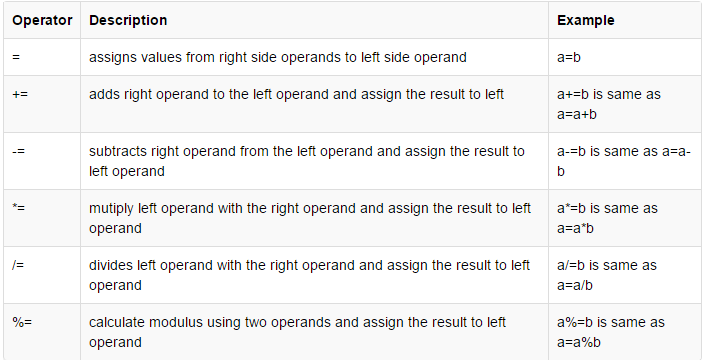 Operator Description Example
= assigns values from right side operands to left side operand a=b
+= adds right operand to the left operand and assign the result to left a+=b is same as
a=a+b
-= subtracts right operand from the left operand and assign the result to a-=b is same as a=a-
left operand b
*= mutiply left operand with the right operand and assign the result to left a*=b is same as
operand a=a*b
/= divides left operand with the right operand and assign the result to left a/=b is same as
operand a=a/b
%= calculate modulus using two operands and assign the result to left a%=b is same as
operand a=a%b